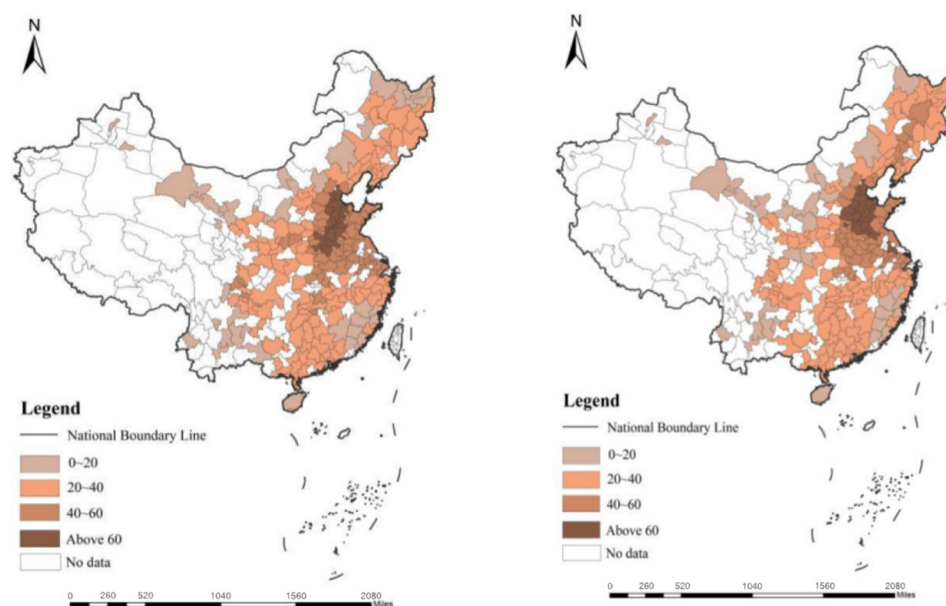 N
Legend
National Boundary Line
0~20
20~40
40~60
Above 60
No data
0 260 520 1040 1560 2080
Miles
N
Legend
National Boundary Line
0~20
20~40
40~60
Above 60
No data
0 260 520 1040 1560 2080
Miles